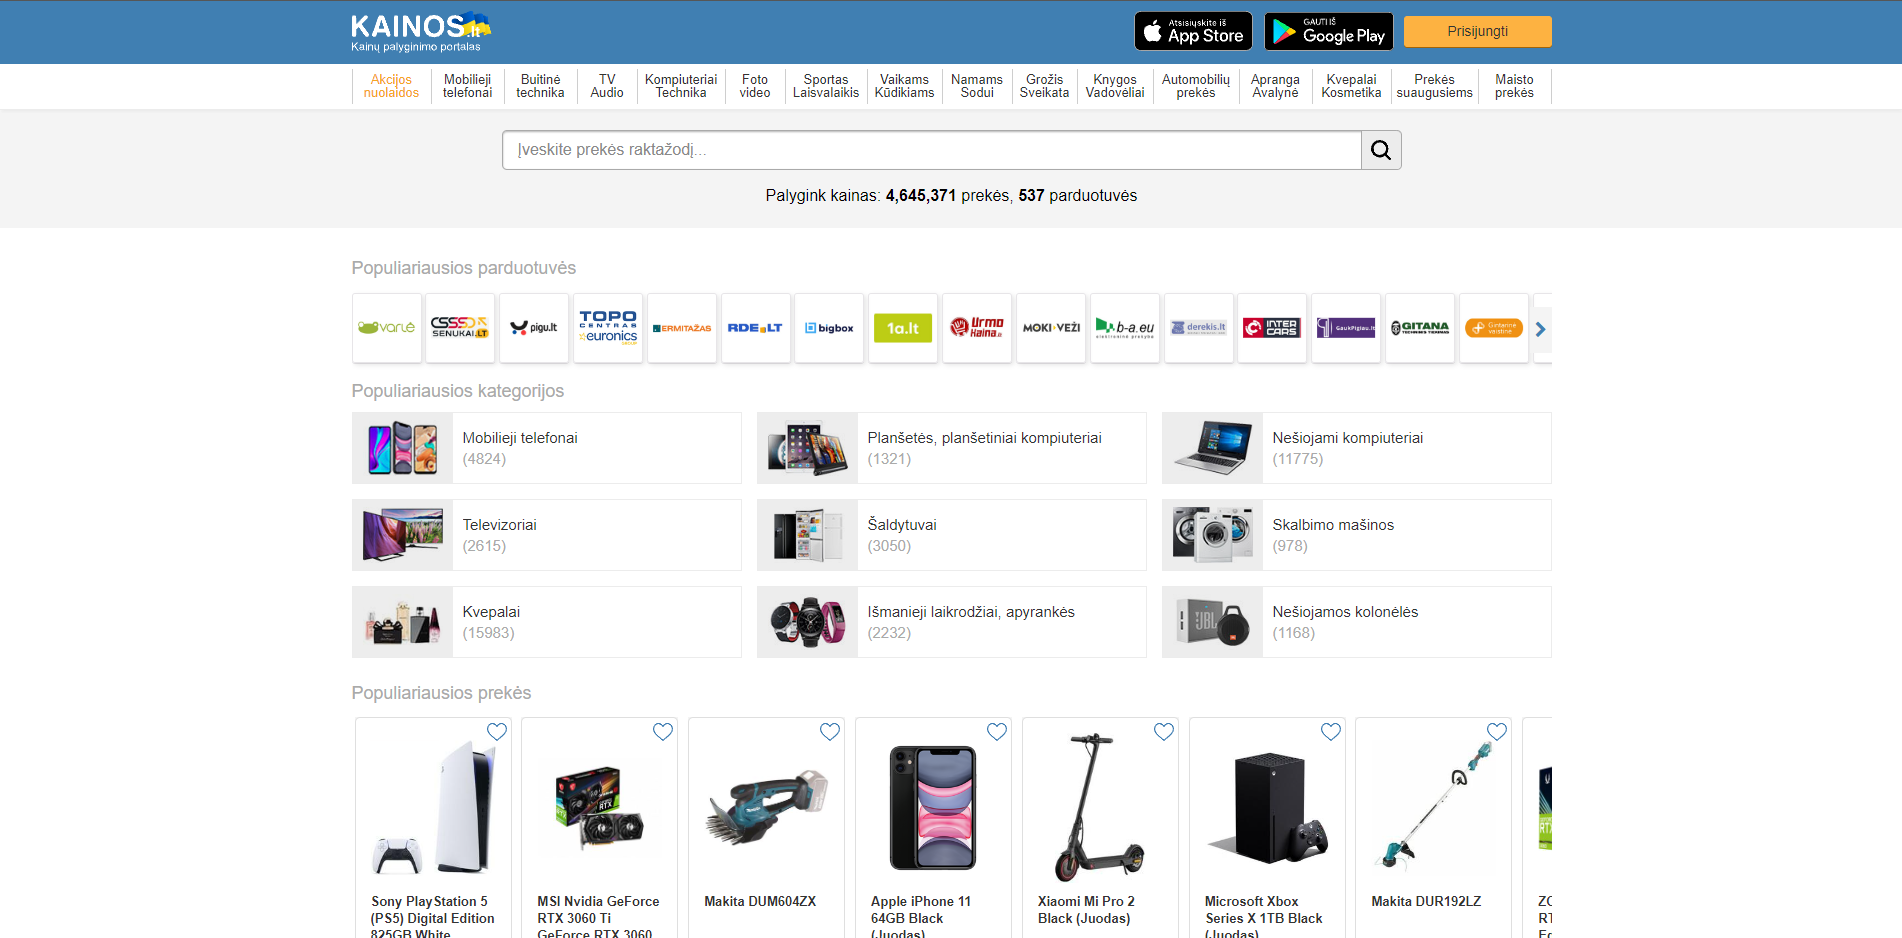 KAINOS.lt
Kainų palyginimo portalas
Atsisiųskite iš
App Store
GAUTI IŠ
Google Play
Prisijungti
Akcijos
nuolaidos
Mobilieji
telefonai
Buitinė
technika
TV
Audio
Kompiuteriai
Technika
Foto
video
Sportas
Laisvalaikis
Vaikams
Kūdikiams
Namams
Sodui
Grožis
Sveikata
Knygos
Vadovėliai
Automobilių
prekės
Apranga
Avalynė
Kvepalai
Kosmetika
Prekės
suaugusiems
Maisto
prekės
Įveskite prekės raktažodį...
Palygink kainas: 4,645,371 prekės, 537 parduotuvės
Populiariausios parduotuvės
varlė
SENUKAI.LT
pigu.lt
TOPO
CENTRAS
euronics
ERMITAŽAS
RDE.LT
bigbox
1a.lt
Urmo
Kaina.lt
MOKI•VEŽI
b-a.eu
elektroninė prekyba
derekis.lt
INTER
CARS
GaukPigiau.lt
GITANA
Gintarinė
vaistinė
Populiariausios kategorijos
Mobilieji telefonai
(4824)
Planšetės, planšetiniai kompiuteriai
(1321)
Nešiojami kompiuteriai
(11775)
Televizoriai
(2615)
Šaldytuvai
(3050)
Skalbimo mašinos
(978)
Kvepalai
(15983)
Išmanieji laikrodžiai, apyrankės
(2232)
JBL
Nešiojamos kolonėlės
(1168)
Populiariausios prekės
Sony PlayStation 5
(PS5) Digital Edition
825GB White
MSI Nvidia GeForce
RTX 3060 Ti
GeForce RTX 3060
Makita DUM604ZX
Apple iPhone 11
64GB Black
(Juodas)
Xiaomi Mi Pro 2
Black (Juodas)
Microsoft Xbox
Series X 1TB Black
(Juodas)
Makita DUR192LZ